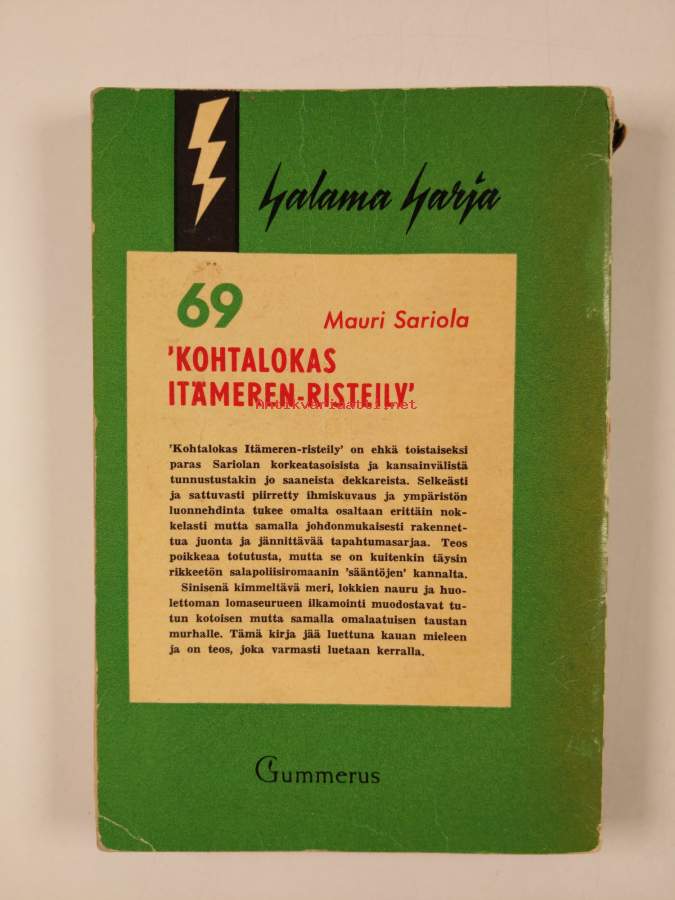 Salama Sarja
69
Mauri Sariola
'KOHTALOKAS
ITÄMEREN-RISTEILY'
Antikvariaatti.net
'Kohtalokas Itämeren-risteily' on ehkä toistaiseksi
paras Sariolan korkeatasoisista ja kansainvälistä
tunnustustakin jo saaneista dekkareista. Selkeästi
ja sattuvasti piirretty ihmiskuvaus ja ympäristön
luonnehdinta tukee omalta osaltaan erittäin nok-
kelasti mutta samalla johdonmukaisesti rakennet-
tua juonta ja jännittävää tapahtumasarjaa. Teos
poikkeaa totutusta, mutta se on kuitenkin täysin
rikkeetön salapoliisiromaanin 'sääntöjen' kannalta.
Sinisenä kimmeltävä meri, lokkien nauru ja huo-
lettoman lomaseurueen ilkamointi muodostavat tu-
tun kotoisen mutta samalla omalaatuisen taustan
murhalle. Tämä kirja jää luettuna kauan mieleen
ja on teos, joka varmasti luetaan kerralla.
Gummerus